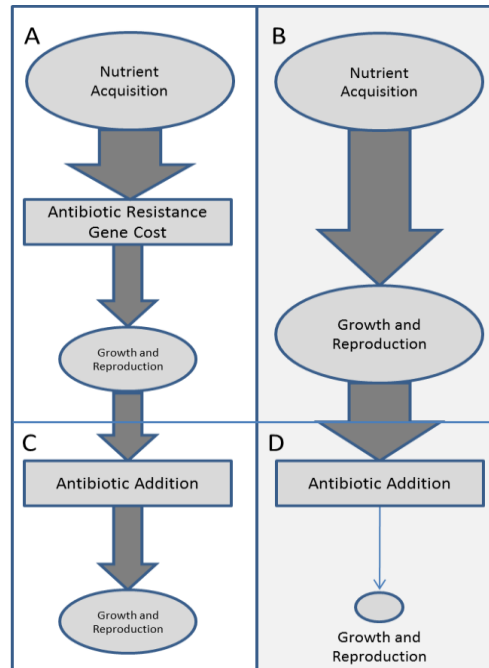 A
Nutrient
Acquisition
Antibiotic Resistance
Gene Cost
Growth and
Reproduction
B
Nutrient
Acquisition
Growth and
Reproduction
C
Antibiotic Addition
Growth and
Reproduction
D
Antibiotic Addition
Growth and
Reproduction